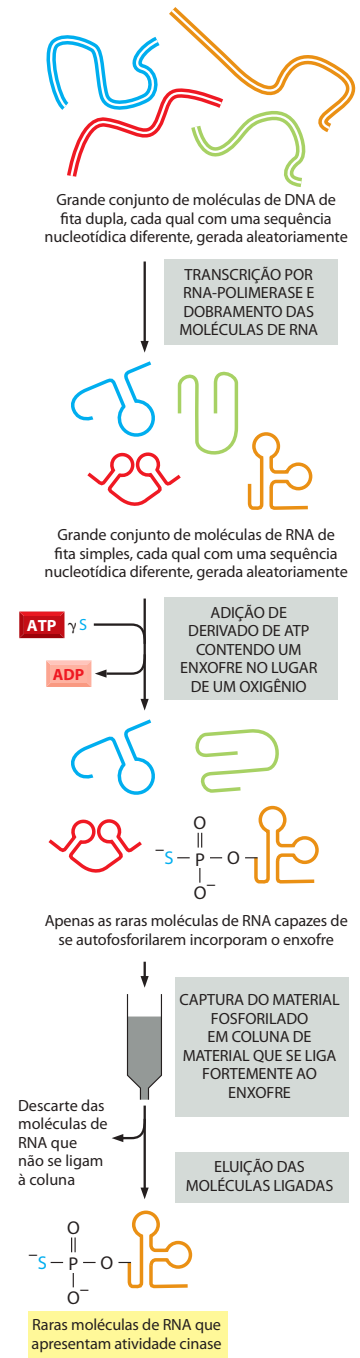 Grande conjunto de moléculas de DNA de
fita dupla, cada qual com uma sequência
nucleotídica diferente, gerada aleatoriamente
TRANSCRIÇÃO POR
RNA-POLIMERASE E
DOBRAMENTO DAS
MOLÉCULAS DE RNA
Grande conjunto de moléculas de RNA de
fita simples, cada qual com uma sequência
nucleotídica diferente, gerada aleatoriamente
ATP γS
ADP
ADIÇÃO DE
DERIVADO DE ATP
CONTENDO UM
ENXOFRE NO LUGAR
DE UM OXIGÊNIO
O
⁻S – P – O
O⁻
Apenas as raras moléculas de RNA capazes de
se autofosforilarem incorporam o enxofre
CAPTURA DO MATERIAL
FOSFORILADO
EM COLUNA DE
MATERIAL QUE SE LIGA
FORTEMENTE AO
ENXOFRE
Descarte das
moléculas de
RNA que
não se ligam
à coluna
ELUIÇÃO DAS
MOLÉCULAS LIGADAS
O
⁻S – P – O
O⁻
Raras moléculas de RNA que
apresentam atividade cinase